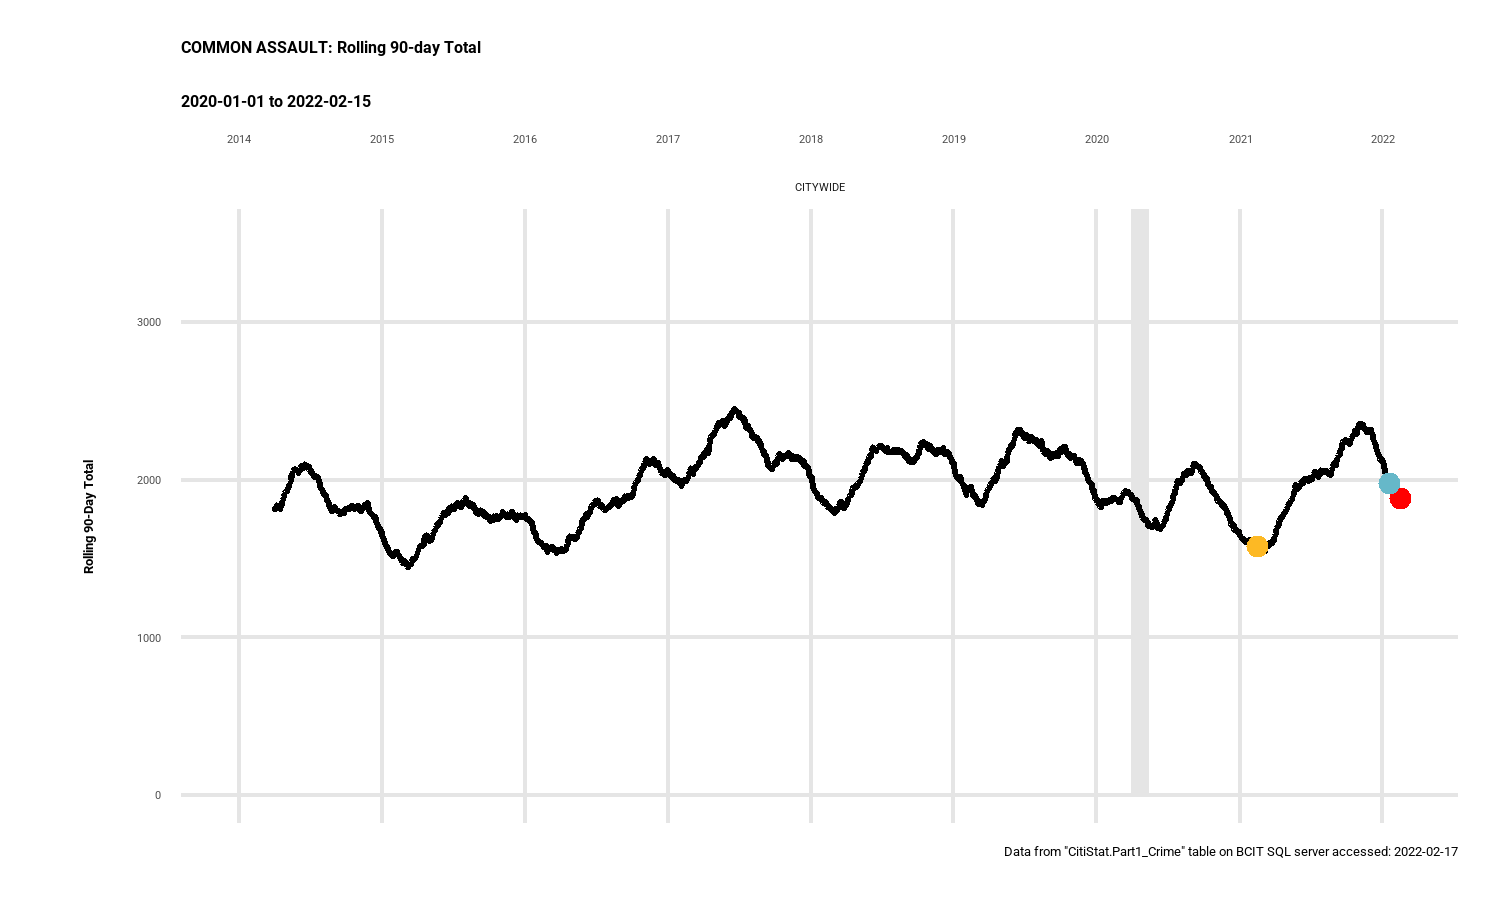 COMMON ASSAULT: Rolling 90-day Total
2020-01-01 to 2022-02-15
2014 2015 2016 2017 2018 2019 2020 2021 2022
CITYWIDE
3000
2000
1000
0
Rolling 90-Day Total
Data from "CitiStat.Part1_Crime" table on BCIT SQL server accessed: 2022-02-17